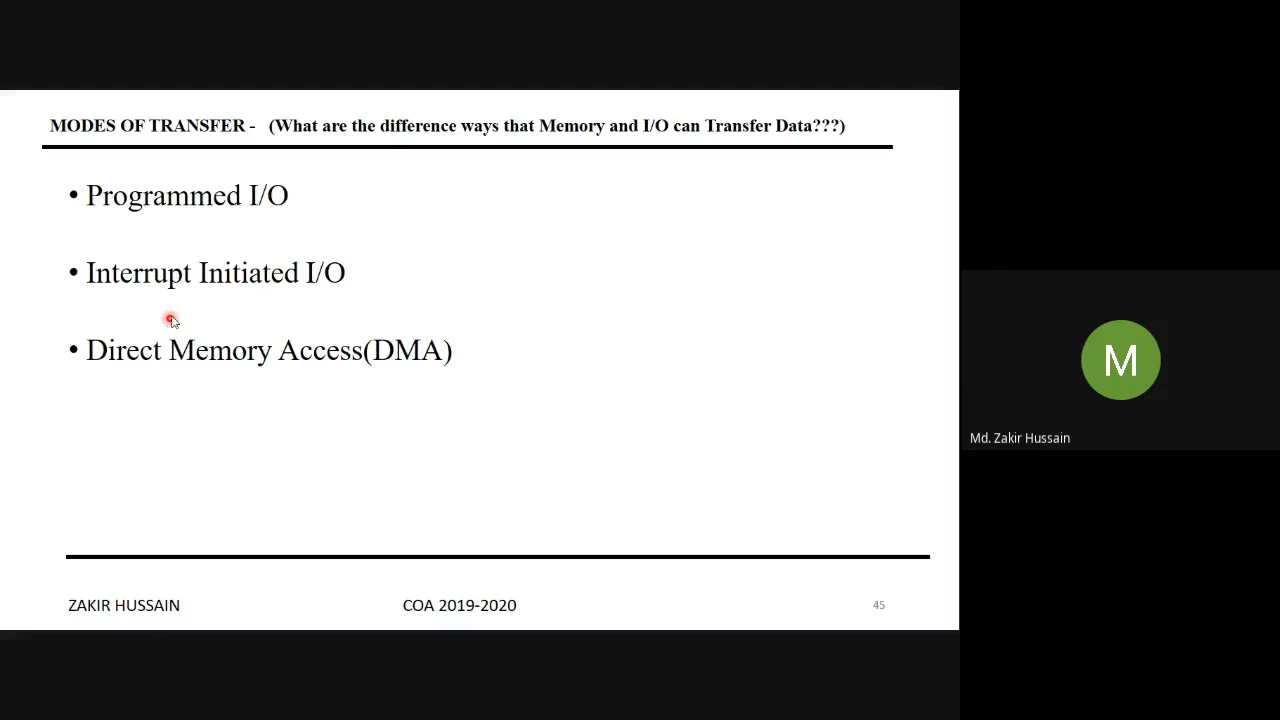 MODES OF TRANSFER - (What are the difference ways that Memory and I/O can Transfer Data???)
• Programmed I/O
• Interrupt Initiated I/O
• Direct Memory Access(DMA)
M
Md. Zakir Hussain
ZAKIR HUSSAIN COA 2019-2020 45